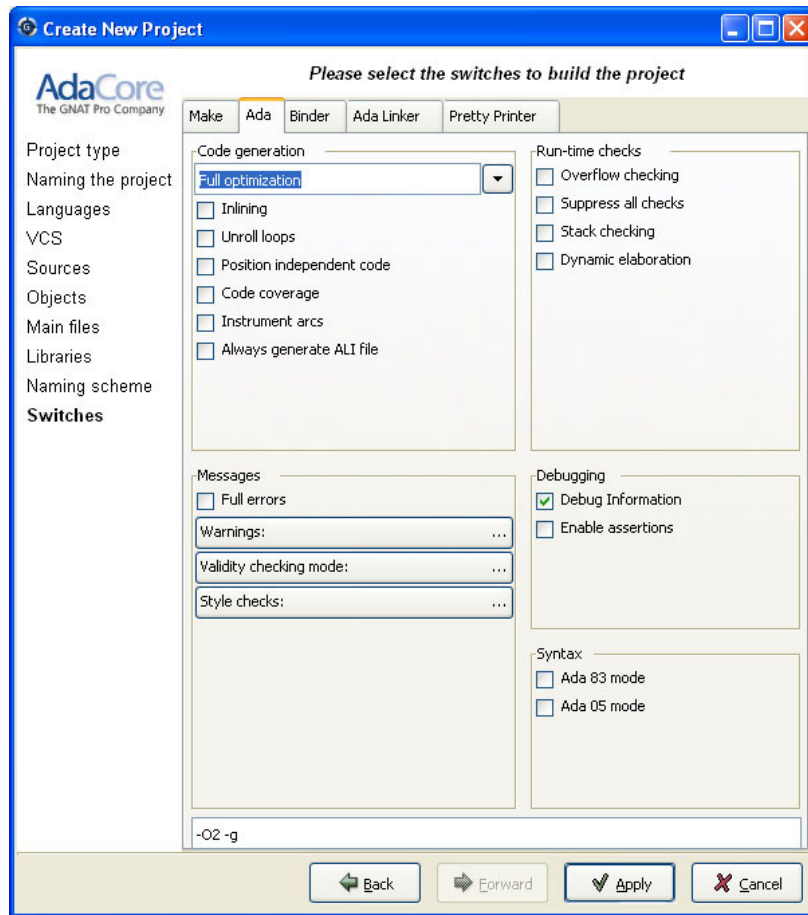 Create New Project
AdaCore
The GNAT Pro Company
Project type
Naming the project
Languages
VCS
Sources
Objects
Main files
Libraries
Naming scheme
Switches
Please select the switches to build the project
Make Ada Binder Ada Linker Pretty Printer
Code generation
Full optimization
Inlining
Unroll loops
Position independent code
Code coverage
Instrument arcs
Always generate ALI file
Run-time checks
Overflow checking
Suppress all checks
Stack checking
Dynamic elaboration
Messages
Full errors
Warnings: ...
Validity checking mode: ...
Style checks: ...
Debugging
Debug Information
Enable assertions
Syntax
Ada 83 mode
Ada 05 mode
-O2 -g
Back Forward Apply Cancel